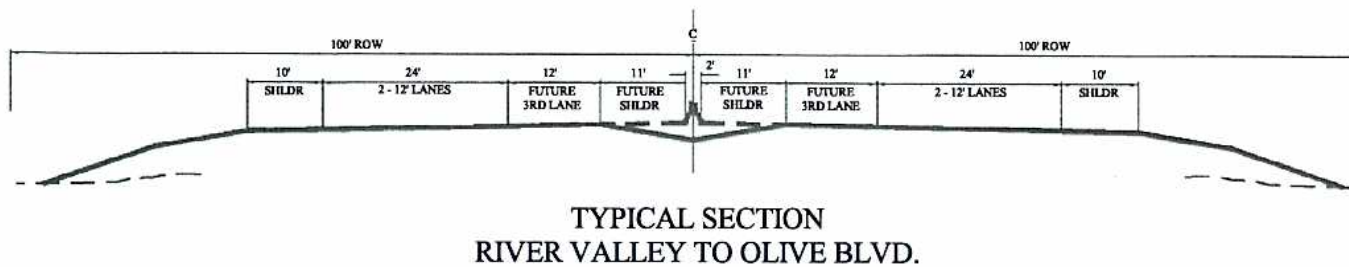 C
100' ROW
100' ROW
10'
24'
12'
11'
2'
11'
12'
24'
10'
SHLDR
2 - 12' LANES
FUTURE
3RD LANE
FUTURE
SHLDR
FUTURE
SHLDR
FUTURE
3RD LANE
2 - 12' LANES
SHLDR
TYPICAL SECTION
RIVER VALLEY TO OLIVE BLVD.